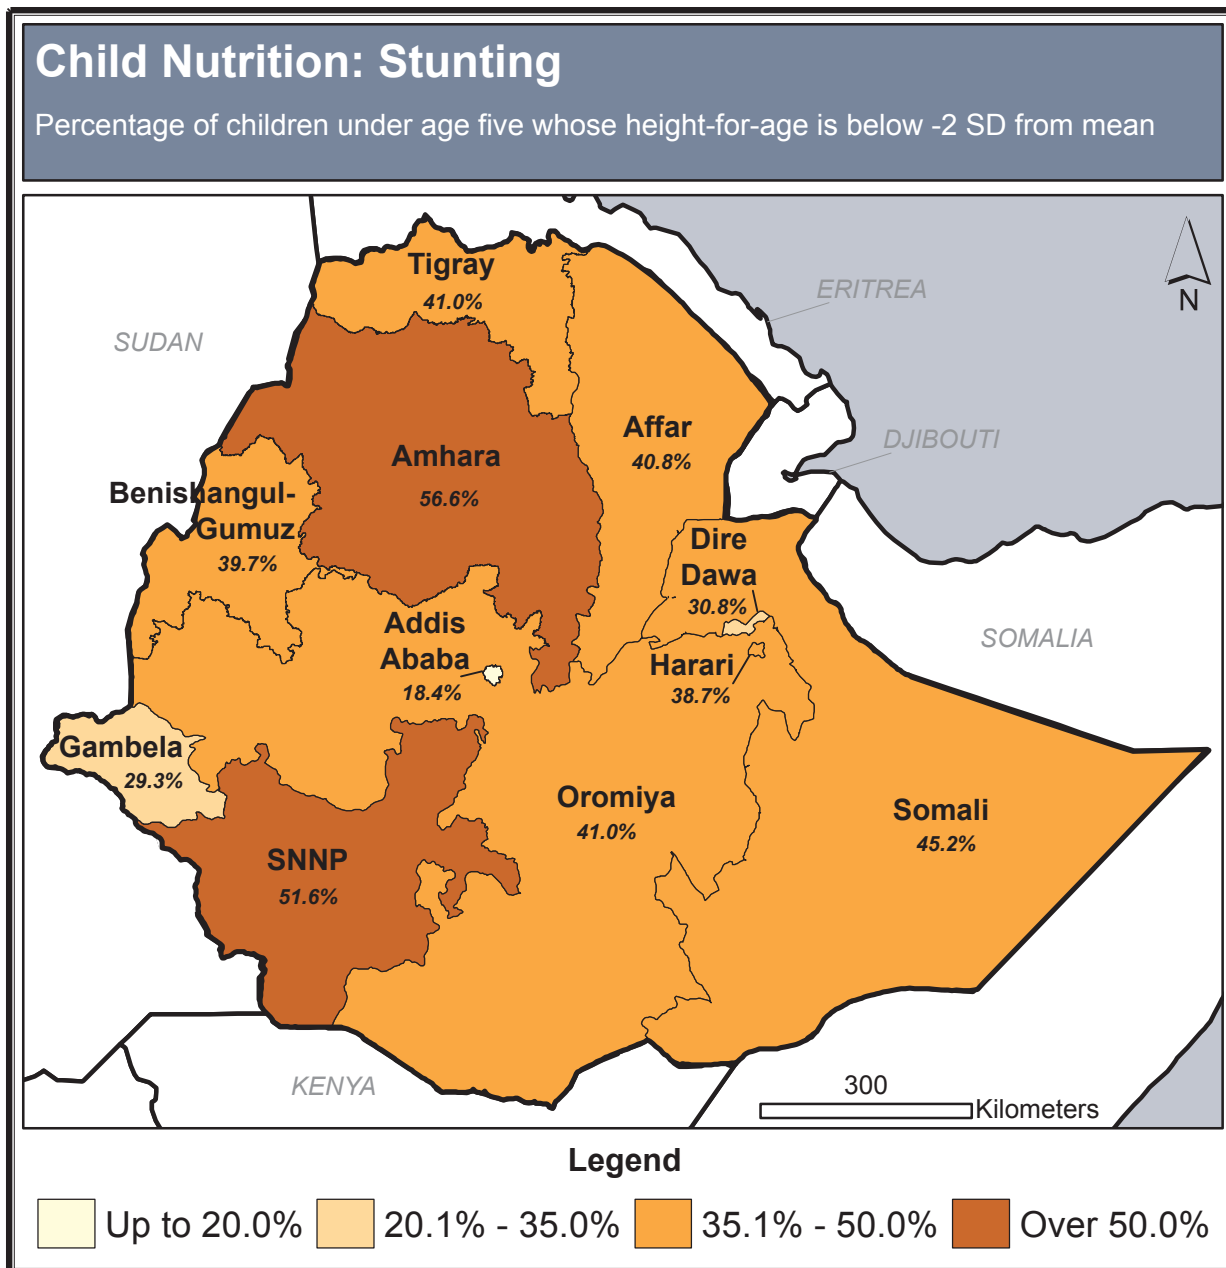 Child Nutrition: Stunting
Percentage of children under age five whose height-for-age is below -2 SD from mean
N
ERITREA
SUDAN
DJIBOUTI
SOMALIA
KENYA
Tigray
41.0%
Affar
40.8%
Amhara
56.6%
Benishangul-
Gumuz
39.7%
Dire
Dawa
30.8%
Addis
Ababa
18.4%
Harari
38.7%
Gambela
29.3%
Oromiya
41.0%
Somali
45.2%
SNNP
51.6%
300
Kilometers
Legend
Up to 20.0%
20.1% - 35.0%
35.1% - 50.0%
Over 50.0%